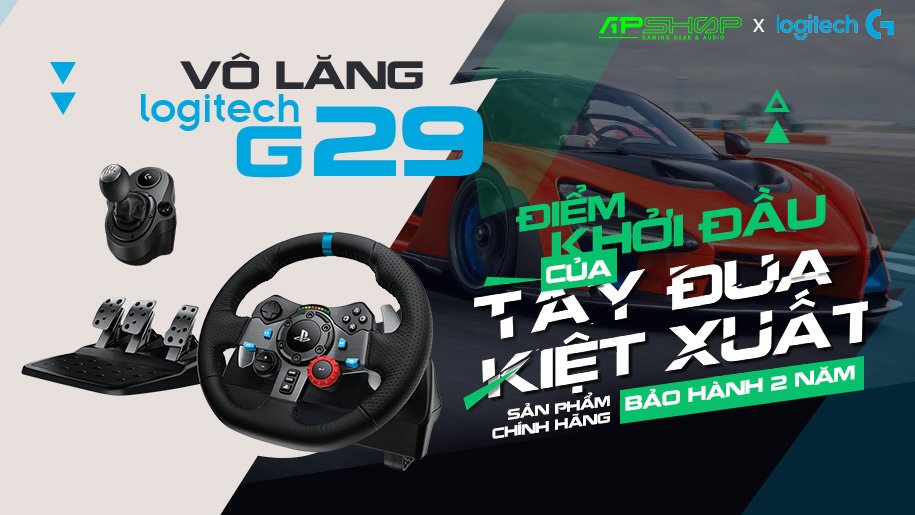 APSHOP
GAMING GEAR & AUDIO
X
logitech G
VÔ LĂNG
logitech
G29
ĐIỂM
KHỞI ĐẦU
CỦA
TAY ĐUA
KIỆT XUẤT
SẢN PHẨM
CHÍNH HÃNG
BẢO HÀNH 2 NĂM